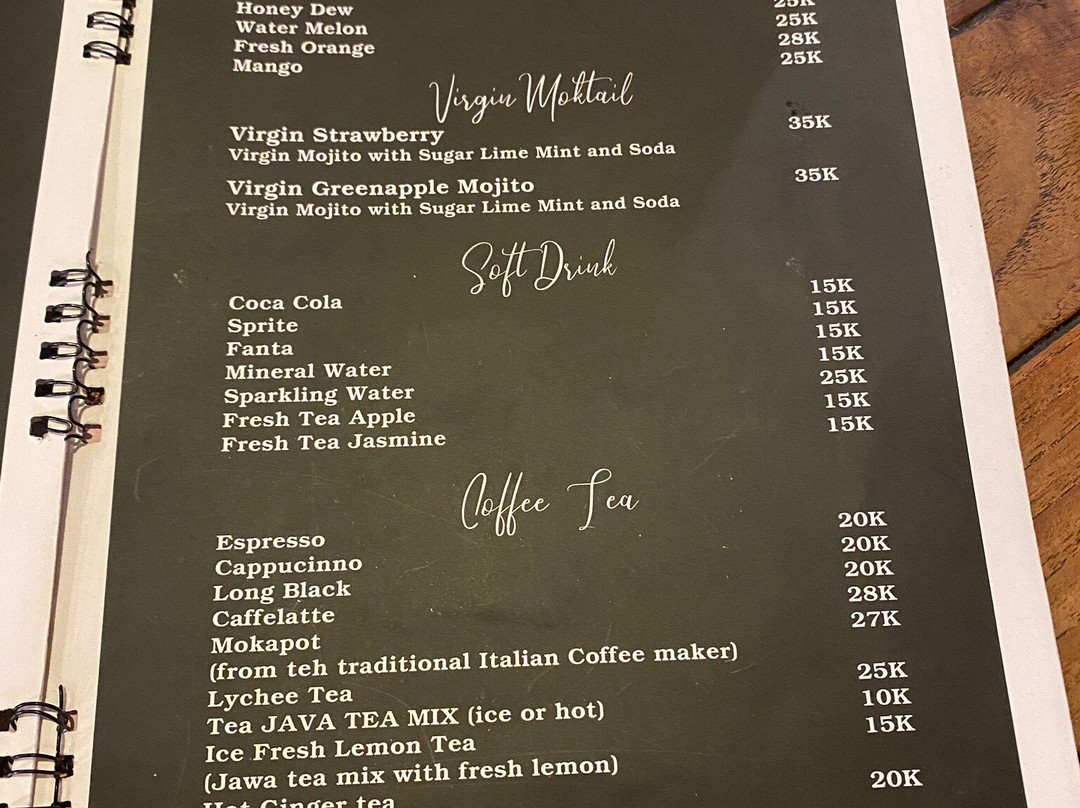 Honey Dew 25K
Water Melon 25K
Fresh Orange 28K
Mango 25K
Virgin Moktail
Virgin Strawberry 35K
Virgin Mojito with Sugar Lime Mint and Soda
Virgin Greenapple Mojito 35K
Virgin Mojito with Sugar Lime Mint and Soda
Soft Drink
Coca Cola 15K
Sprite 15K
Fanta 15K
Mineral Water 15K
Sparkling Water 25K
Fresh Tea Apple 15K
Fresh Tea Jasmine 15K
Coffee Tea
Espresso 20K
Cappucinno 20K
Long Black 20K
Caffelatte 28K
Mokapot 27K
(from teh traditional Italian Coffee maker)
Lychee Tea 25K
Tea JAVA TEA MIX (ice or hot) 10K
Ice Fresh Lemon Tea 15K
(Jawa tea mix with fresh lemon)
Hot Ginger tea 20K